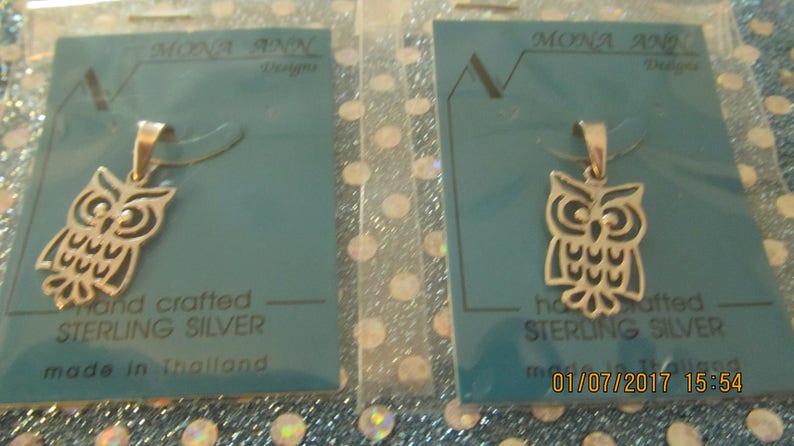 MONA ANN
Designs
hand crafted
STERLING SILVER
made in Thailand
MONA ANN
Designs
crafted
STERLING SILVER
made in Thailand
01/07/2017 15:54